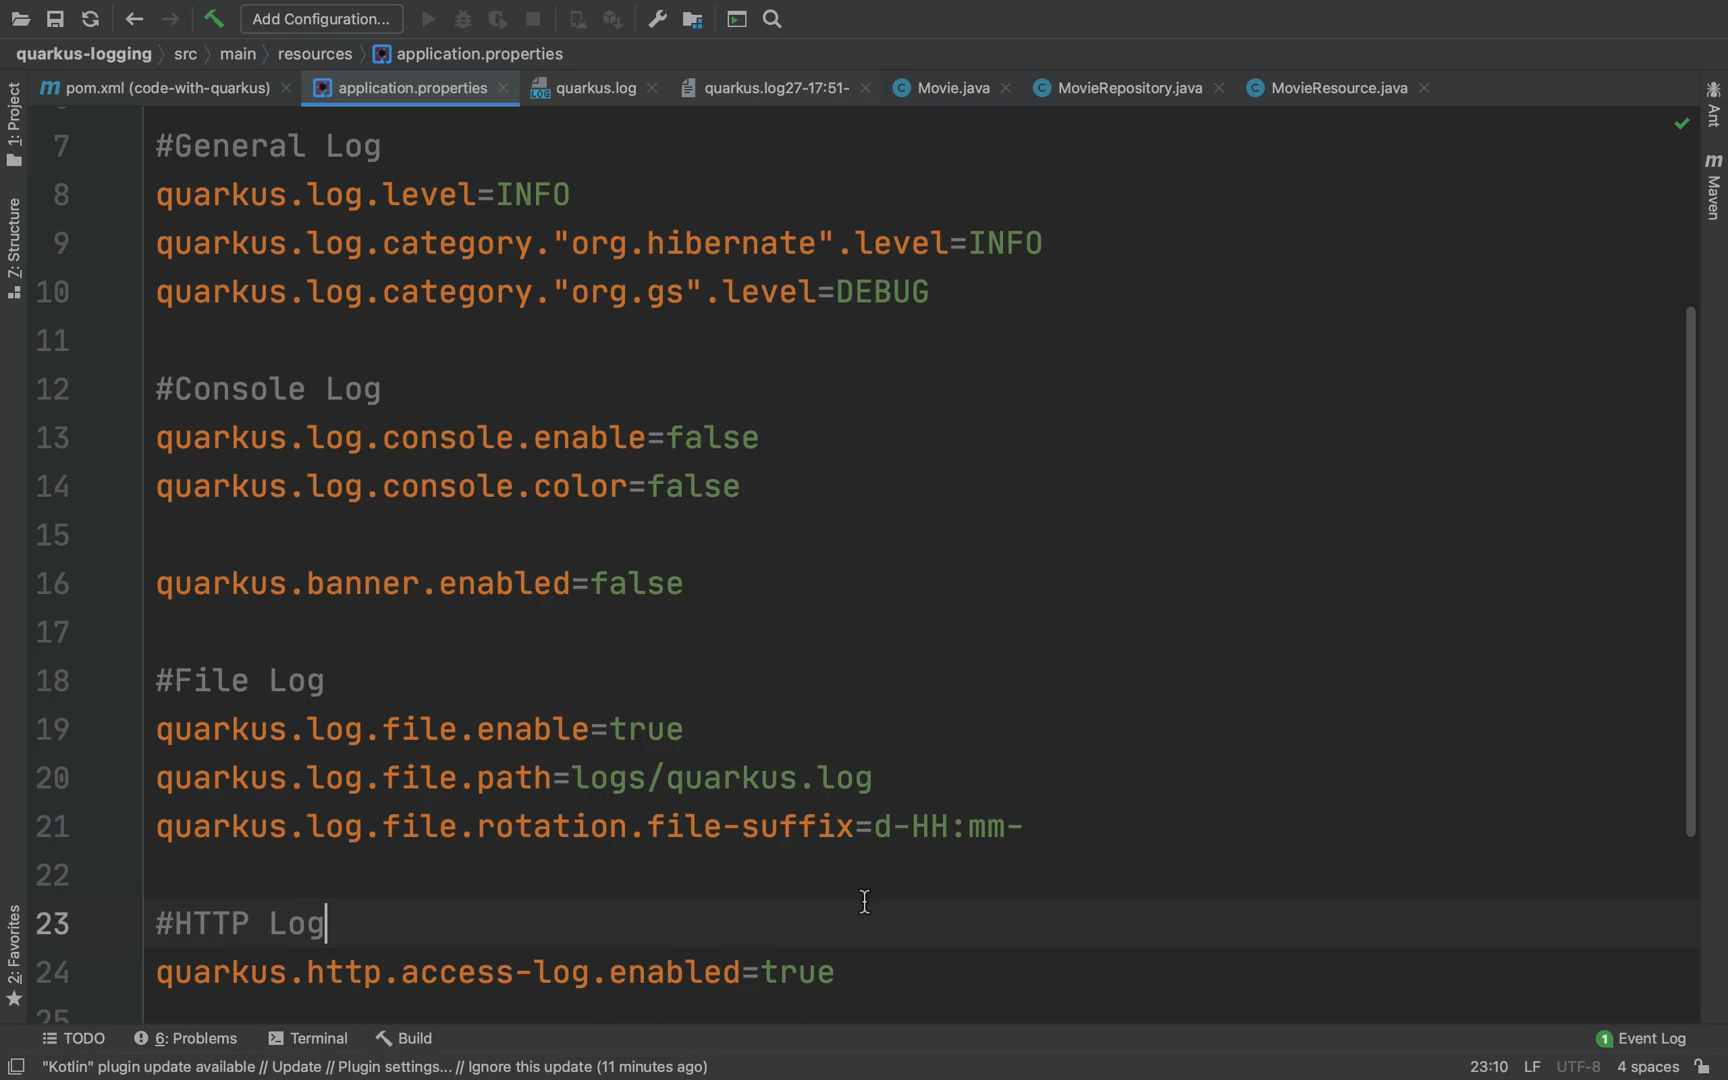 Add Configuration...
quarkus-logging src main resources application.properties
pom.xml (code-with-quarkus) application.properties quarkus.log quarkus.log27-17:51- Movie.java MovieRepository.java MovieResource.java
1: Project
Z: Structure
2: Favorites
Ant
Maven
7 #General Log
8 quarkus.log.level=INFO
9 quarkus.log.category."org.hibernate".level=INFO
10 quarkus.log.category."org.gs".level=DEBUG
11
12 #Console Log
13 quarkus.log.console.enable=false
14 quarkus.log.console.color=false
15
16 quarkus.banner.enabled=false
17
18 #File Log
19 quarkus.log.file.enable=true
20 quarkus.log.file.path=logs/quarkus.log
21 quarkus.log.file.rotation.file-suffix=d-HH:mm-
22
23 #HTTP Log
24 quarkus.http.access-log.enabled=true
25
TODO 6: Problems Terminal Build 1 Event Log
"Kotlin" plugin update available // Update // Plugin settings... // Ignore this update (11 minutes ago) 23:10 LF UTF-8 4 spaces